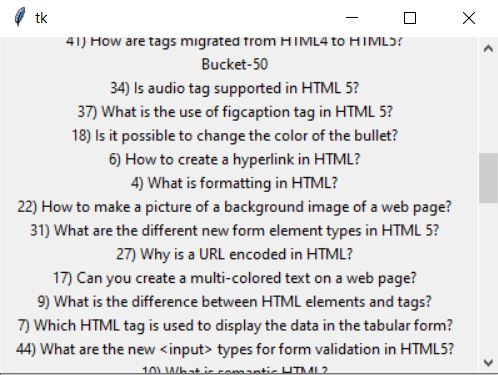 tk
41) How are tags migrated from HTML4 to HTML5?
Bucket-50
34) Is audio tag supported in HTML 5?
37) What is the use of figcaption tag in HTML 5?
18) Is it possible to change the color of the bullet?
6) How to create a hyperlink in HTML?
4) What is formatting in HTML?
22) How to make a picture of a background image of a web page?
31) What are the different new form element types in HTML 5?
27) Why is a URL encoded in HTML?
17) Can you create a multi-colored text on a web page?
9) What is the difference between HTML elements and tags?
7) Which HTML tag is used to display the data in the tabular form?
44) What are the new <input> types for form validation in HTML5?
10) What is semantic HTML?